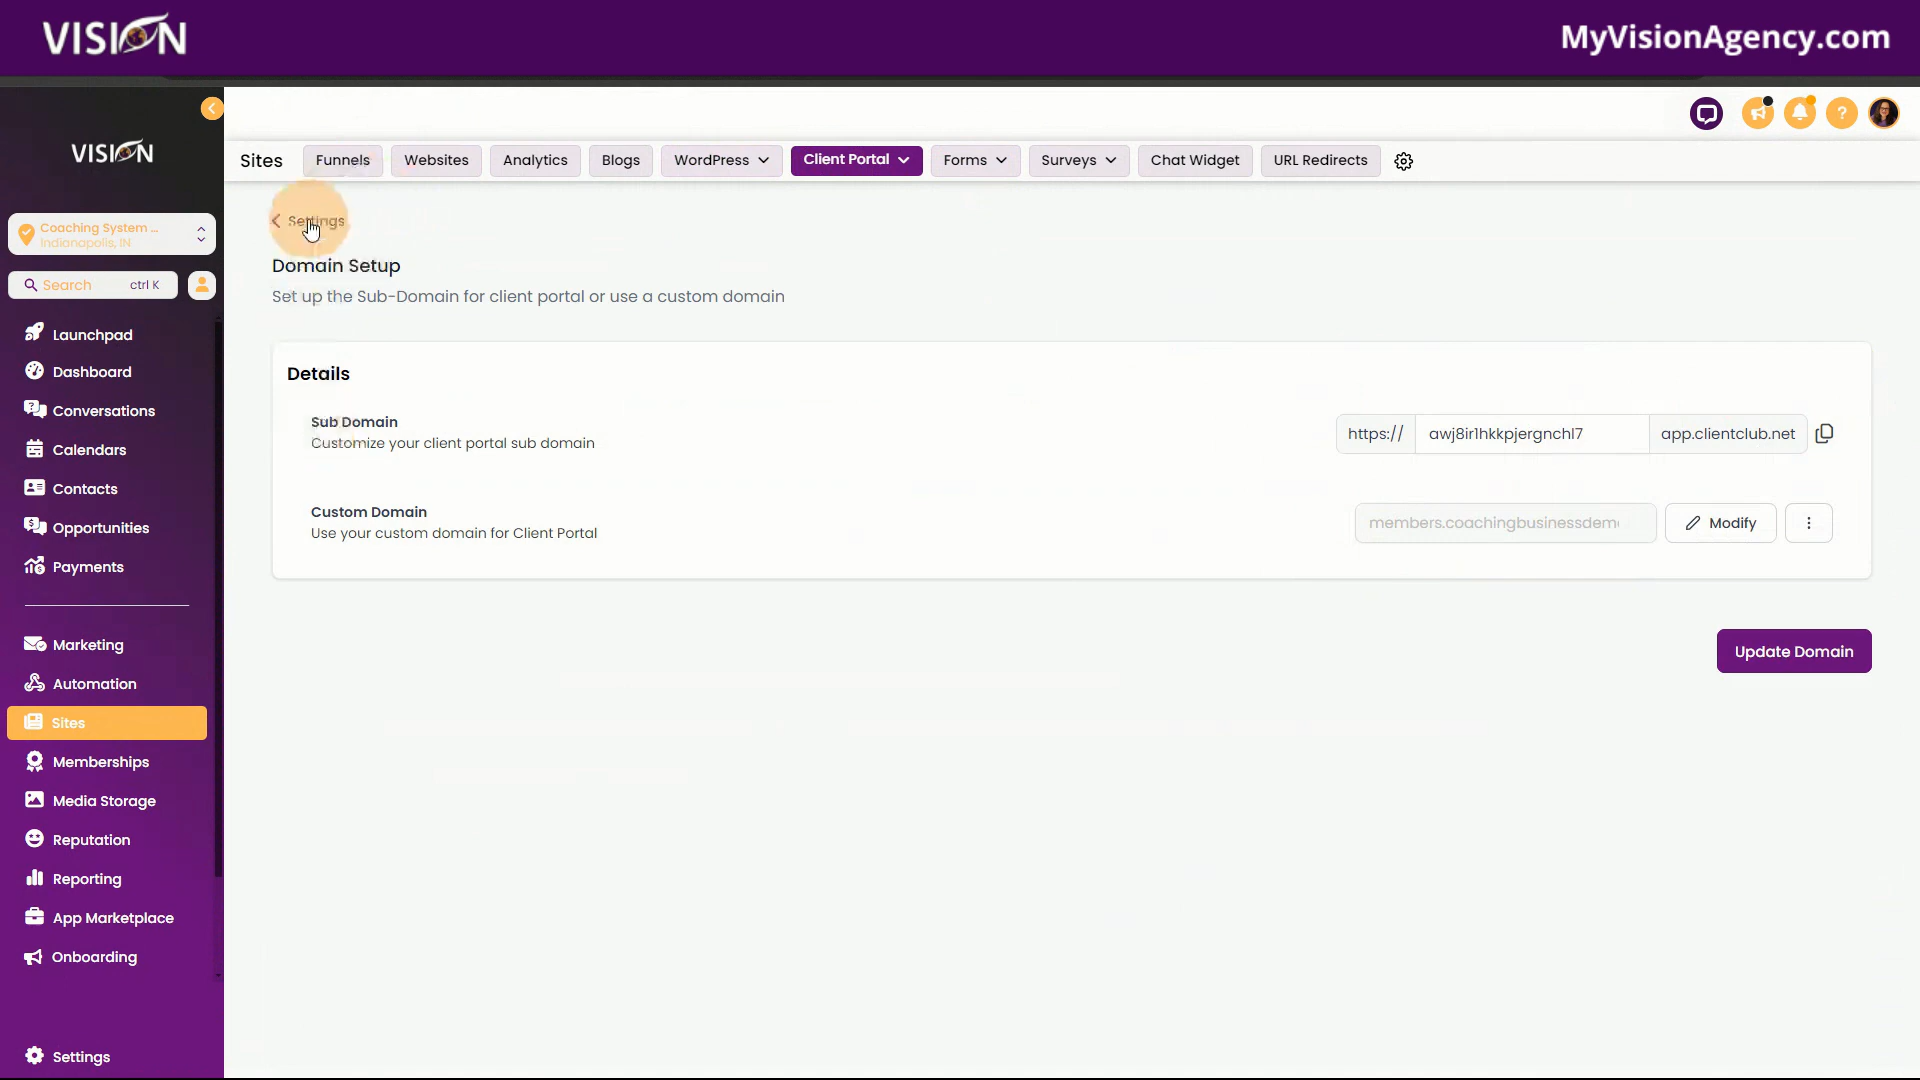 VISION
MyVisionAgency.com
VISION
Coaching System ...
Indianapolis, IN
Search ctrl K
Launchpad
Dashboard
Conversations
Calendars
Contacts
Opportunities
Payments
Marketing
Automation
Sites
Memberships
Media Storage
Reputation
Reporting
App Marketplace
Onboarding
Settings
Sites Funnels Websites Analytics Blogs WordPress Client Portal Forms Surveys Chat Widget URL Redirects
Settings
Domain Setup
Set up the Sub-Domain for client portal or use a custom domain
Details
Sub Domain
Customize your client portal sub domain
https:// awj8ir1hkkpjergnchl7 app.clientclub.net
Custom Domain
Use your custom domain for Client Portal
members.coachingbusinessdem Modify
Update Domain